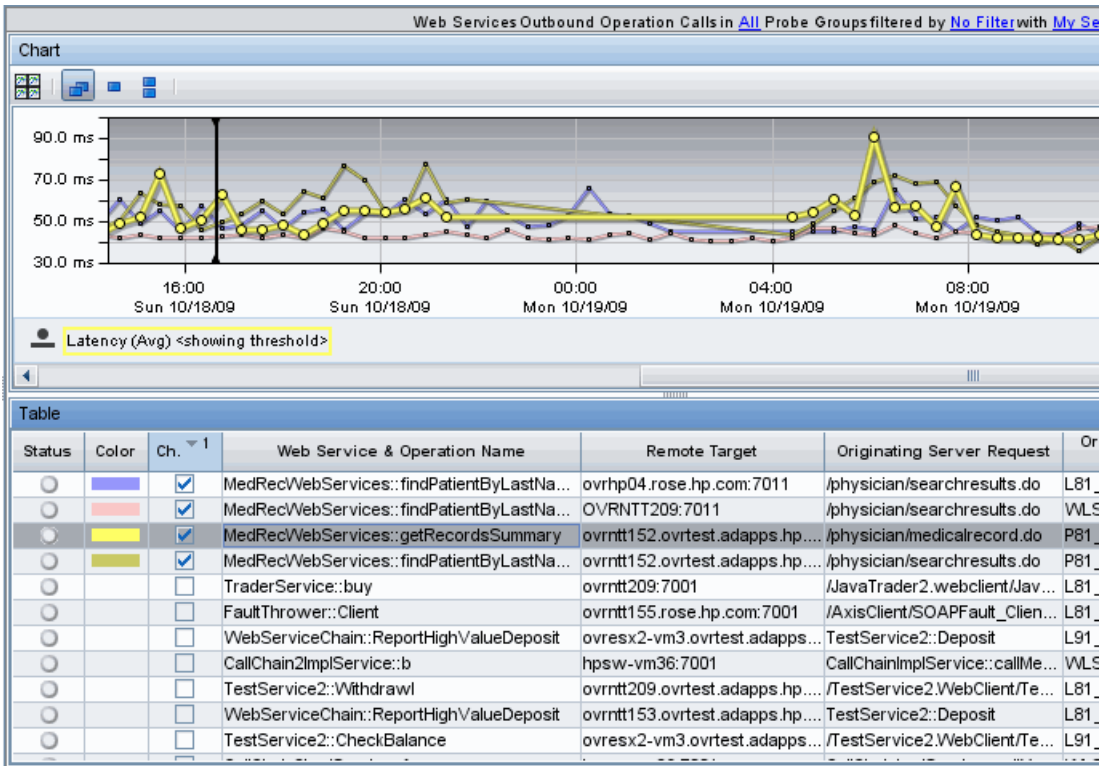 Web Services Outbound Operation Calls in All Probe Groups filtered by No Filter with My Se
Chart
90.0 ms
70.0 ms
50.0 ms
30.0 ms
16:00 20:00 00:00 04:00 08:00
Sun 10/18/09 Sun 10/18/09 Mon 10/19/09 Mon 10/19/09 Mon 10/19/09
Latency (Avg) <showing threshold>
Table
Status Color Ch. 1 Web Service & Operation Name Remote Target Originating Server Request Or
MedRecWebServices::findPatientByLastNa... ovrhp04.rose.hp.com:7011 /physician/searchresults.do L81_
MedRecWebServices::findPatientByLastNa... OVRNTT209:7011 /physician/searchresults.do WLS
MedRecWebServices::getRecordsSummary ovrntt152.ovrtest.adapps.hp.... /physician/medicalrecord.do P81_
MedRecWebServices::findPatientByLastNa... ovrntt152.ovrtest.adapps.hp.... /physician/searchresults.do P81_
TraderService::buy ovrntt209:7001 /JavaTrader2.webclient/Jav... L81_
FaultThrower::Client ovrntt155.rose.hp.com:7001 /AxisClient/SOAPFault_Clien... L81_
WebServiceChain::ReportHighValueDeposit ovresx2-vm3.ovrtest.adapps... TestService2::Deposit L91_
CallChain2ImplService::b hpsw-vm36:7001 CallChainImplService::callMe... WLS
TestService2::Withdrawl ovrntt209.ovrtest.adapps.hp.... /TestService2.WebClient/Te... L81_
WebServiceChain::ReportHighValueDeposit ovrntt153.ovrtest.adapps.hp.... TestService2::Deposit L81_
TestService2::CheckBalance ovresx2-vm3.ovrtest.adapps... /TestService2.WebClient/Te... L91_